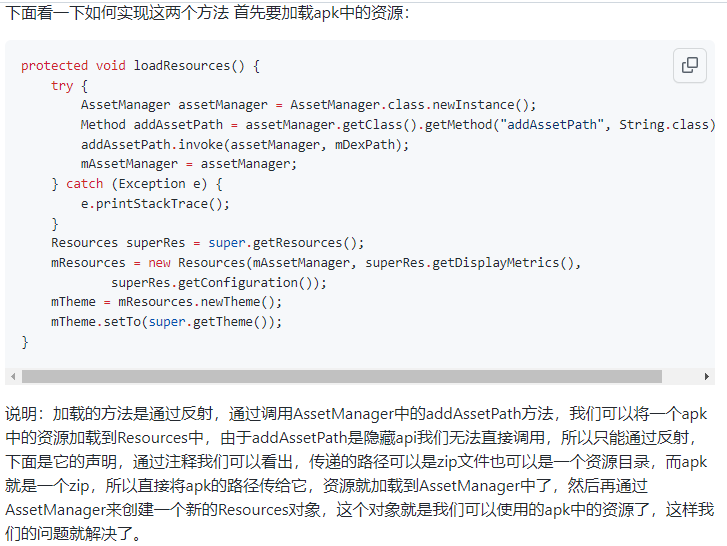 下面看一下如何实现这两个方法 首先要加载apk中的资源：
protected void loadResources() {
    try {
        AssetManager assetManager = AssetManager.class.newInstance();
        Method addAssetPath = assetManager.getClass().getMethod("addAssetPath", String.class)
        addAssetPath.invoke(assetManager, mDexPath);
        mAssetManager = assetManager;
    } catch (Exception e) {
        e.printStackTrace();
    }
    Resources superRes = super.getResources();
    mResources = new Resources(mAssetManager, superRes.getDisplayMetrics(),
            superRes.getConfiguration());
    mTheme = mResources.newTheme();
    mTheme.setTo(super.getTheme());
}
说明：加载的方法是通过反射，通过调用AssetManager中的addAssetPath方法，我们可以将一个apk
中的资源加载到Resources中，由于addAssetPath是隐藏api我们无法直接调用，所以只能通过反射，
下面是它的声明，通过注释我们可以看出，传递的路径可以是zip文件也可以是一个资源目录，而apk
就是一个zip，所以直接将apk的路径传给它，资源就加载到AssetManager中了，然后再通过
AssetManager来创建一个新的Resources对象，这个对象就是我们可以使用的apk中的资源了，这样我
们的问题就解决了。